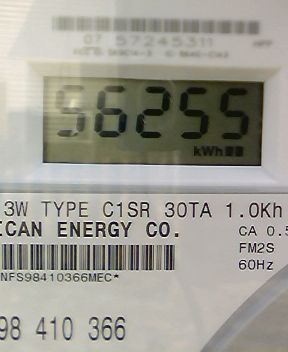 07 57245311
56255
kWh
3W TYPE C1SR 30TA 1.0Kh
ICAN ENERGY CO.
CA 0.5
FM2S
60Hz
NFS98410366MEC*
98 410 366